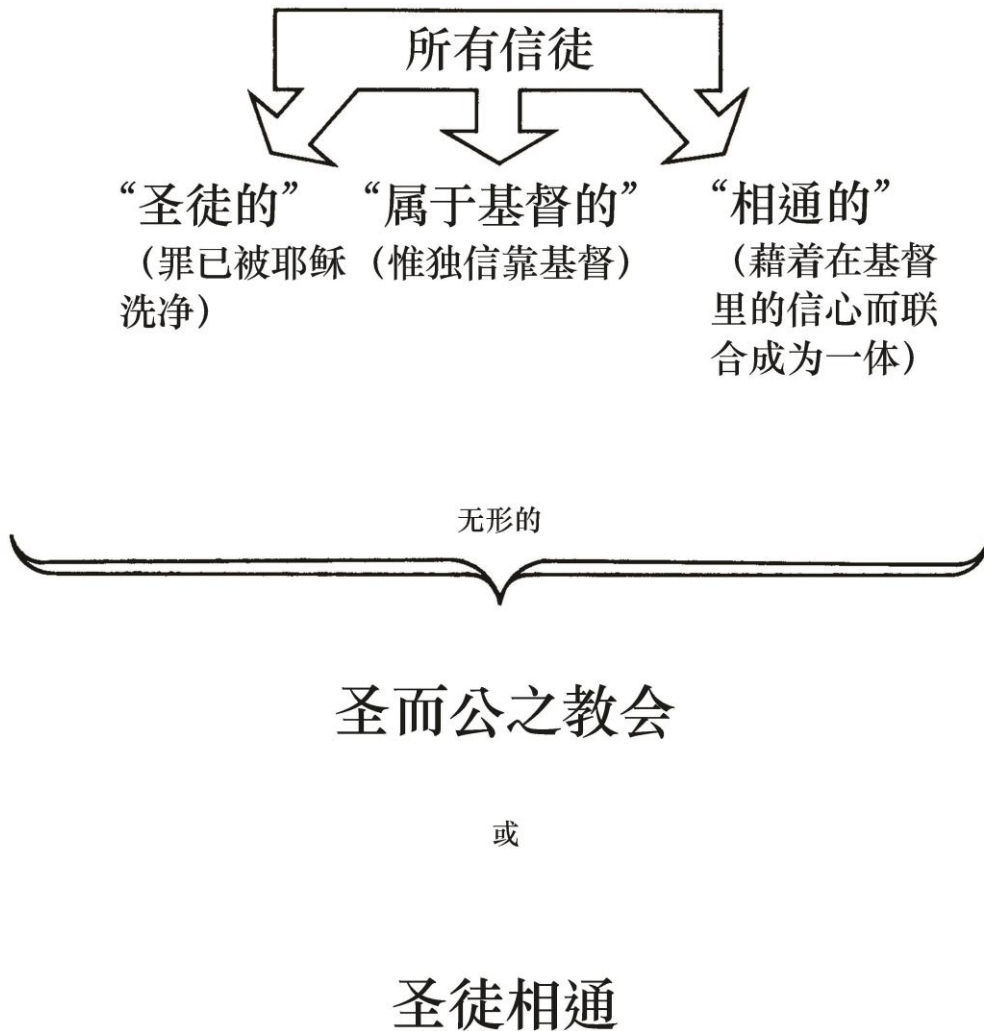 所有信徒
“圣徒的” “属于基督的” “相通的”
（罪已被耶稣洗净）
（惟独信靠基督）
（藉着在基督里的信心而联合成为一体）
无形的
圣而公之教会
或
圣徒相通